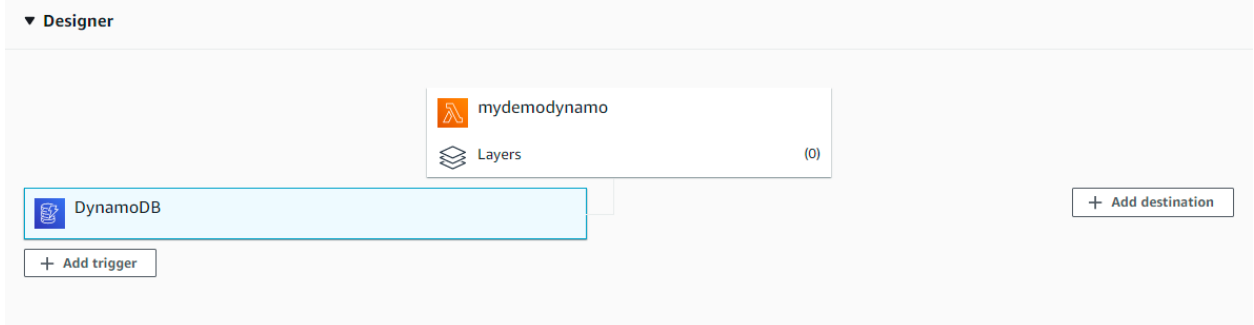 Designer
mydemodynamo
Layers (0)
DynamoDB
+ Add destination
+ Add trigger